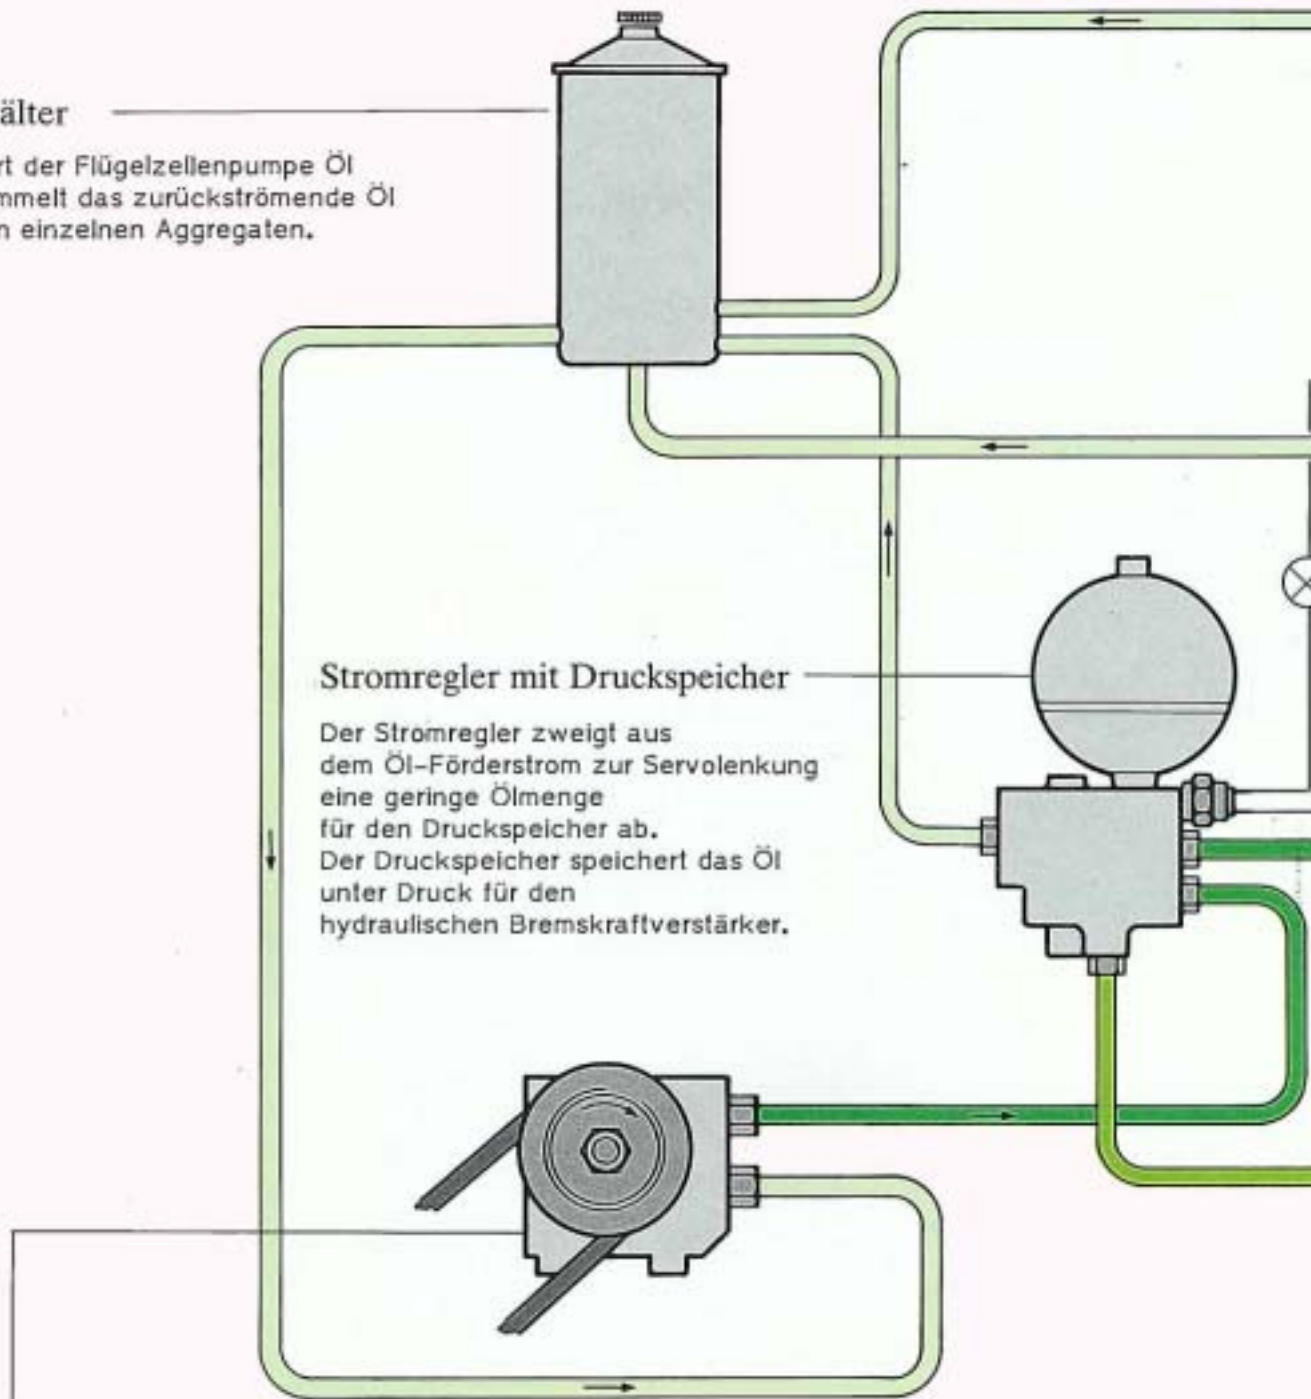 älter
rt der Flügelzellenpumpe Öl
mmelt das zurückströmende Öl
n einzelnen Aggregaten.
Stromregler mit Druckspeicher
Der Stromregler zweigt aus
dem Öl-Förderstrom zur Servolenkung
eine geringe Ölmenge
für den Druckspeicher ab.
Der Druckspeicher speichert das Öl
unter Druck für den
hydraulischen Bremskraftverstärker.